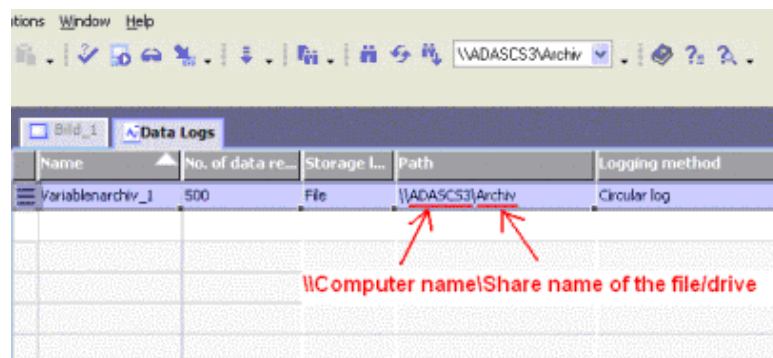 tions Window Help
\\ADASCS3\Archiv
Bild_1 Data Logs
Name No. of data re... Storage l... Path Logging method
Variablenarchiv_1 500 File \\ADASCS3\Archiv Circular log
\\Computer name\Share name of the file/drive